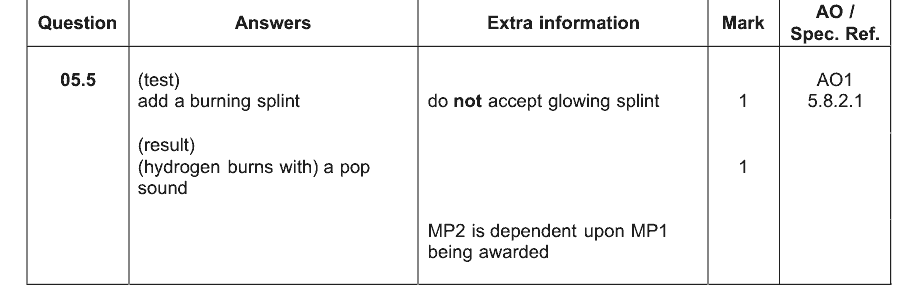 Question Answers Extra information Mark AO /
Spec. Ref.
05.5 (test) AO1
add a burning splint do not accept glowing splint 1 5.8.2.1
(result)
(hydrogen burns with) a pop 1
sound
MP2 is dependent upon MP1
being awarded